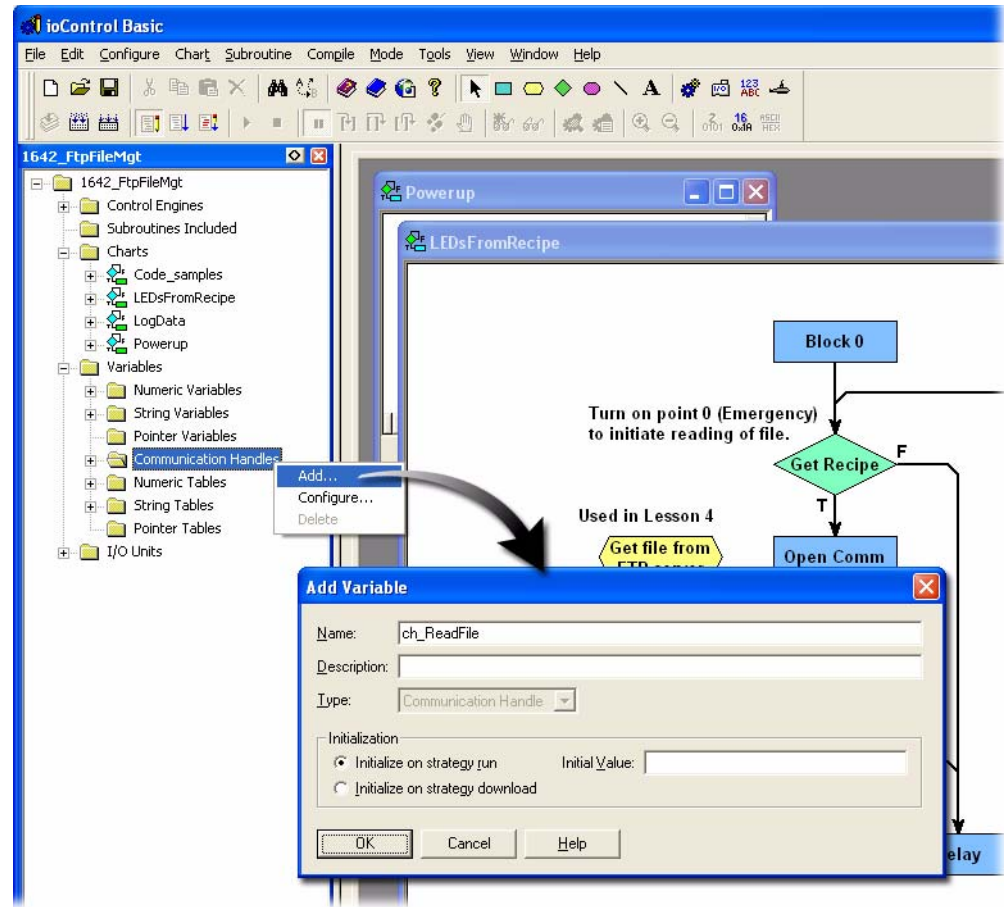 ioControl Basic
File Edit Configure Chart Subroutine Compile Mode Tools View Window Help
1642_FtpFileMgt
1642_FtpFileMgt
Control Engines
Subroutines Included
Charts
Code_samples
LEDsFromRecipe
LogData
Powerup
Variables
Numeric Variables
String Variables
Pointer Variables
Communication Handles
Numeric Tables
String Tables
Pointer Tables
I/O Units
Add...
Configure...
Delete
Powerup
LEDsFromRecipe
Block 0
Turn on point 0 (Emergency)
to initiate reading of file.
Get Recipe
F
T
Used in Lesson 4
Get file from
FTP server
Open Comm
Add Variable
Name: ch_ReadFile
Description:
Type: Communication Handle
Initialization
Initialize on strategy run Initial Value:
Initialize on strategy download
OK Cancel Help
elay